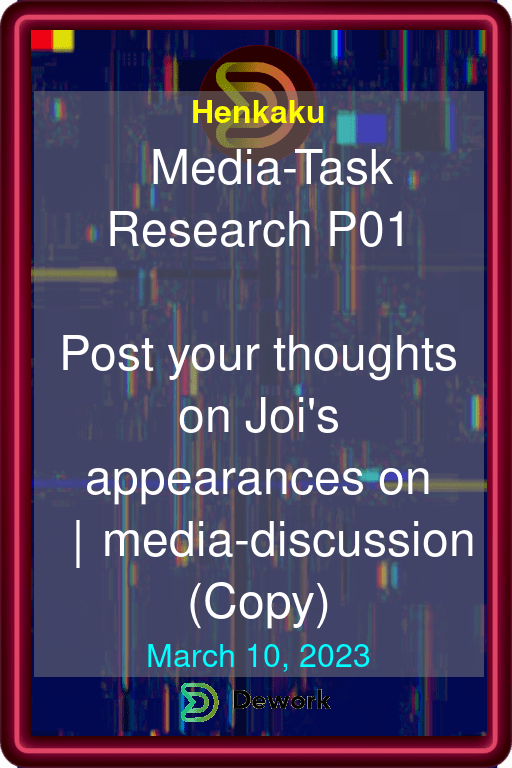 Henkaku
Media-Task
Research P01
Post your thoughts
on Joi's
appearances on
| media-discussion
(Copy)
March 10, 2023
Dework